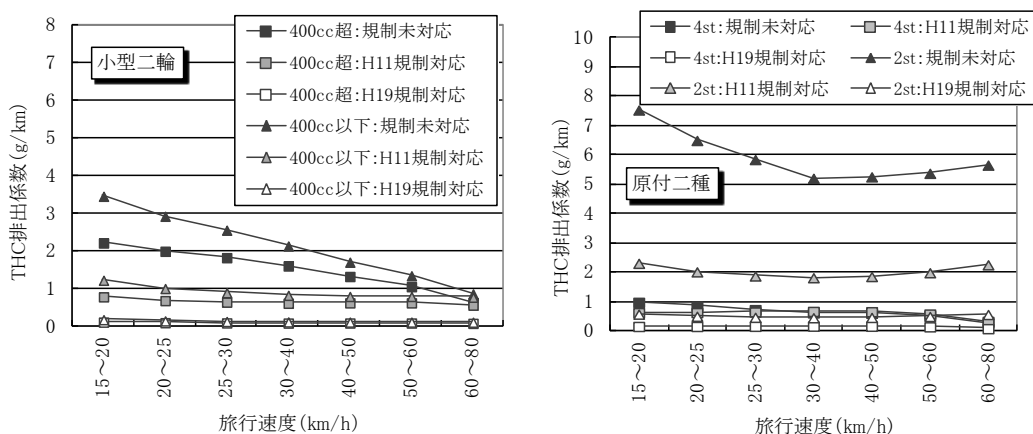 小型二輪
THC排出係数(g/km)
8
7
6
5
4
3
2
1
0
400cc超:規制未対応
400cc超:H11規制対応
400cc超:H19規制対応
400cc以下:規制未対応
400cc以下:H11規制対応
400cc以下:H19規制対応
15～20
20～25
25～30
30～40
40～50
50～60
60～80
旅行速度(km/h)
4st:規制未対応 4st:H11規制対応
4st:H19規制対応 2st:規制未対応
2st:H11規制対応 2st:H19規制対応
原付二種
THC排出係数(g/km)
10
9
8
7
6
5
4
3
2
1
0
15～20
20～25
25～30
30～40
40～50
50～60
60～80
旅行速度(km/h)